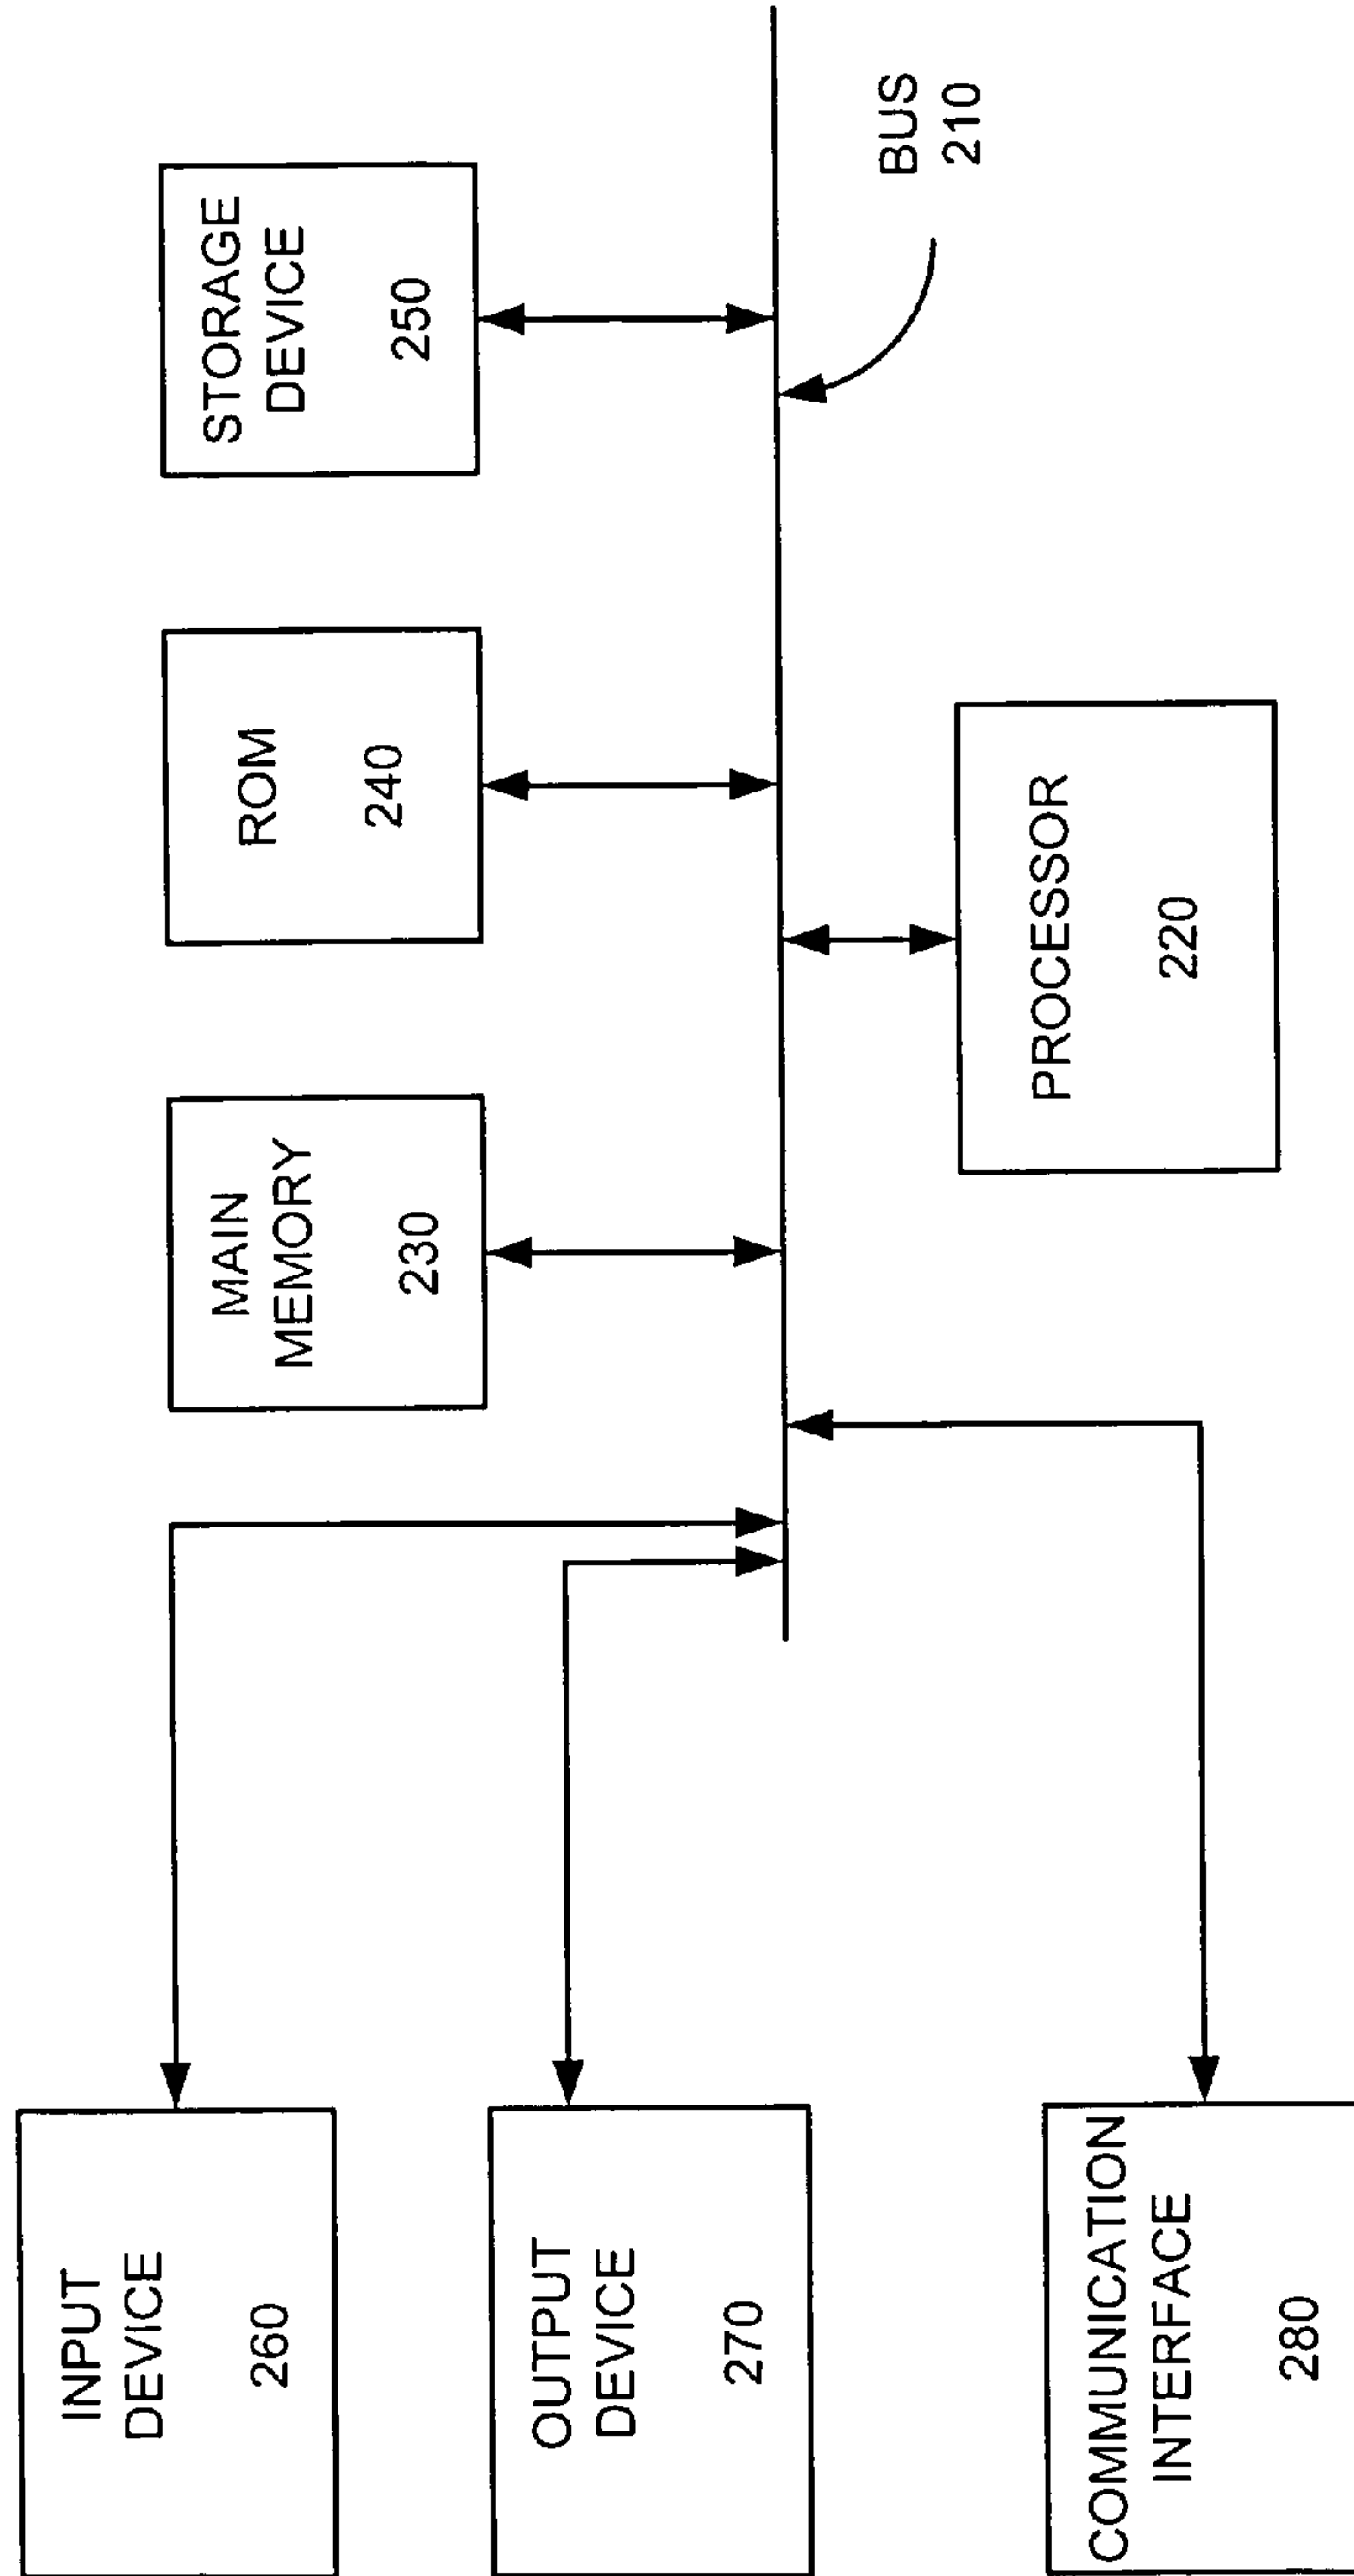 INPUT
DEVICE
260
OUTPUT
DEVICE
270
COMMUNICATION
INTERFACE
280
MAIN
MEMORY
230
ROM
240
STORAGE
DEVICE
250
PROCESSOR
220
BUS
210